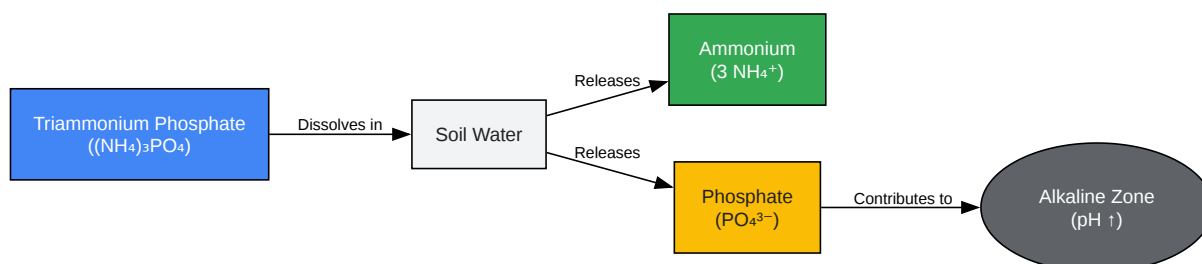 Triammonium Phosphate
((NH₄)₃PO₄)
Dissolves in
Soil Water
Releases
Ammonium
(3 NH₄⁺)
Releases
Phosphate
(PO₄³⁻)
Contributes to
Alkaline Zone
(pH ↑)